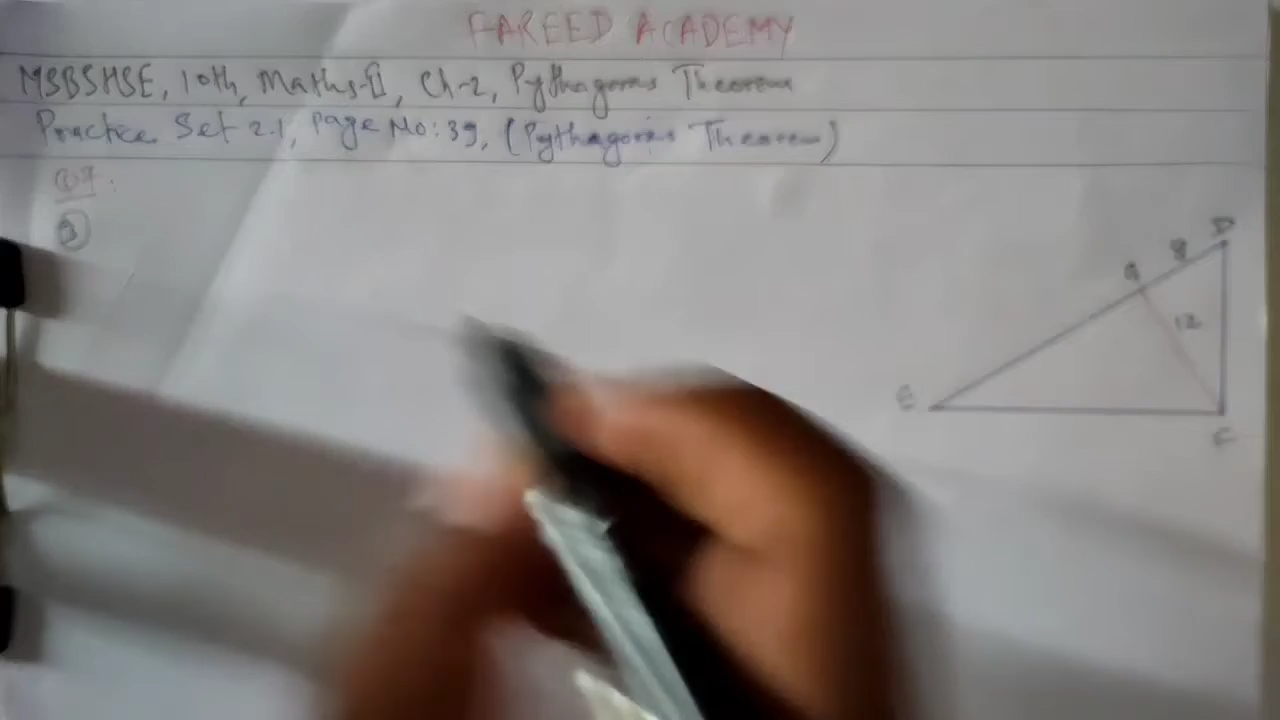 FAREED ACADEMY
MSBSHSE, 10th, Maths-II, Ch-2, Pythagoras Theorem
Practice Set 2.1, Page No: 39, (Pythagoras Theorem)
Q7.
D
8
12
E
F